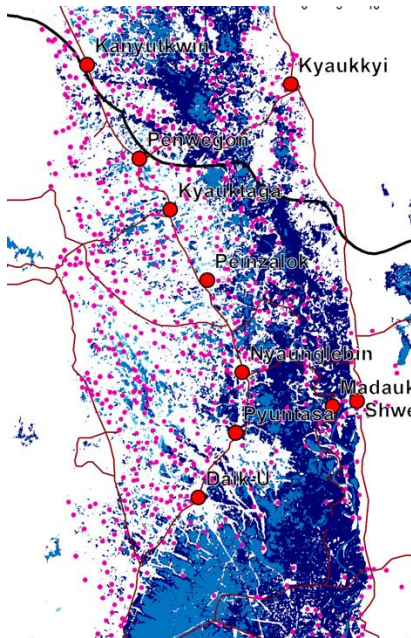 Kanyutkwin
Kyaukkyi
Penwegon
Kyauktaga
Peinzalok
Nyaunglebin
Madauk
Shwe
Pyuntasa
Daik-U